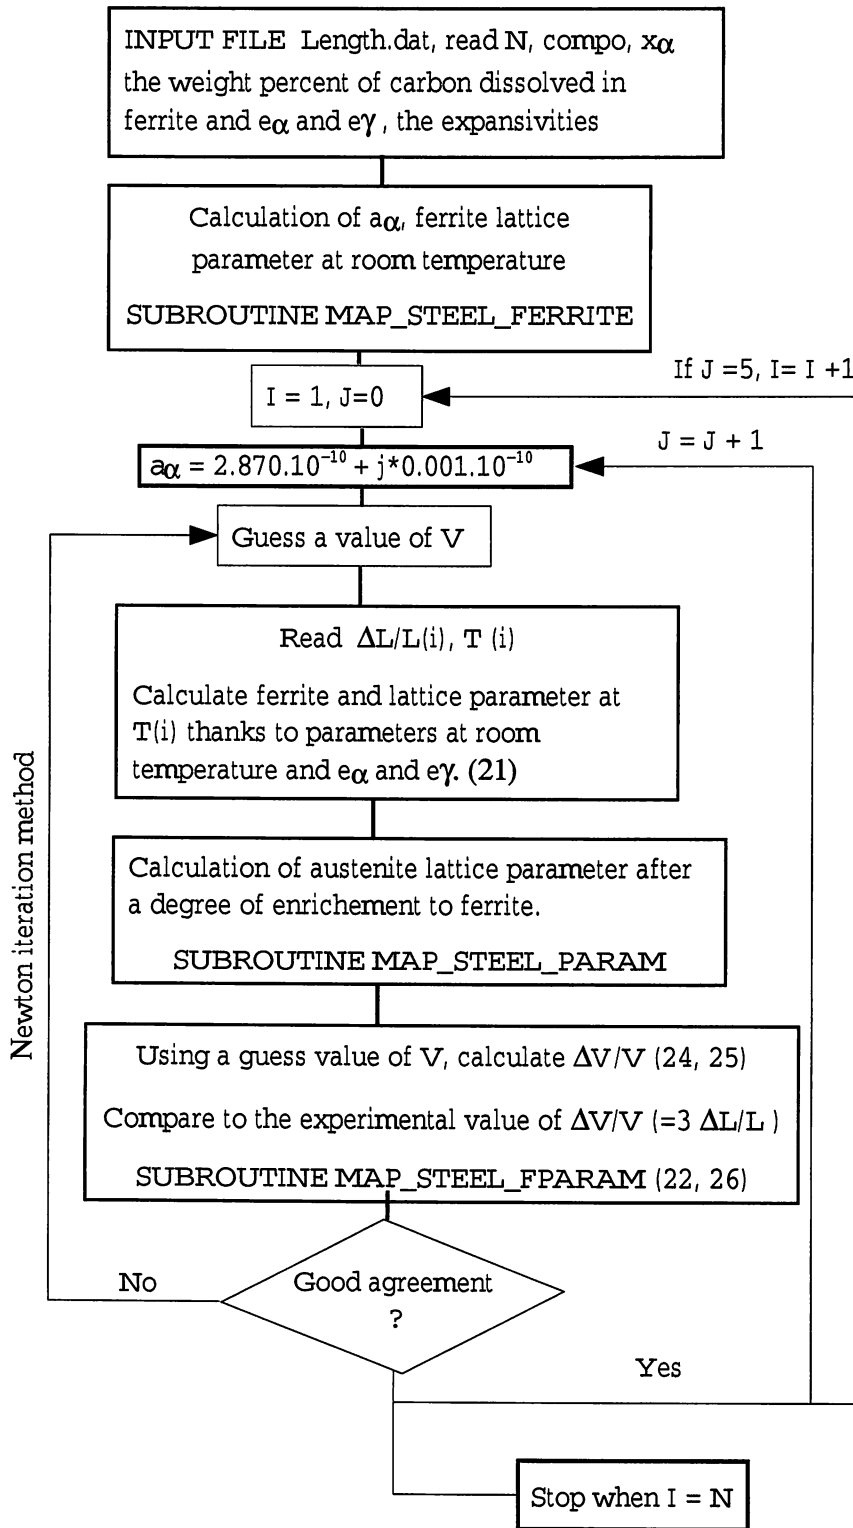 INPUT FILE Length.dat, read N, compo, xα
the weight percent of carbon dissolved in
ferrite and eα and eγ, the expansivities
Calculation of aα, ferrite lattice
parameter at room temperature
SUBROUTINE MAP_STEEL_FERRITE
If J =5, I= I +1
I = 1, J=0
J = J + 1
aα = 2.870.10⁻¹⁰ + j*0.001.10⁻¹⁰
Guess a value of V
Read ΔL/L(i), T (i)
Calculate ferrite and lattice parameter at
T(i) thanks to parameters at room
temperature and eα and eγ. (21)
Newton iteration method
Calculation of austenite lattice parameter after
a degree of enrichement to ferrite.
SUBROUTINE MAP_STEEL_PARAM
Using a guess value of V, calculate ΔV/V (24, 25)
Compare to the experimental value of ΔV/V (=3 ΔL/L )
SUBROUTINE MAP_STEEL_FPARAM (22, 26)
No
Good agreement
?
Yes
Stop when I = N